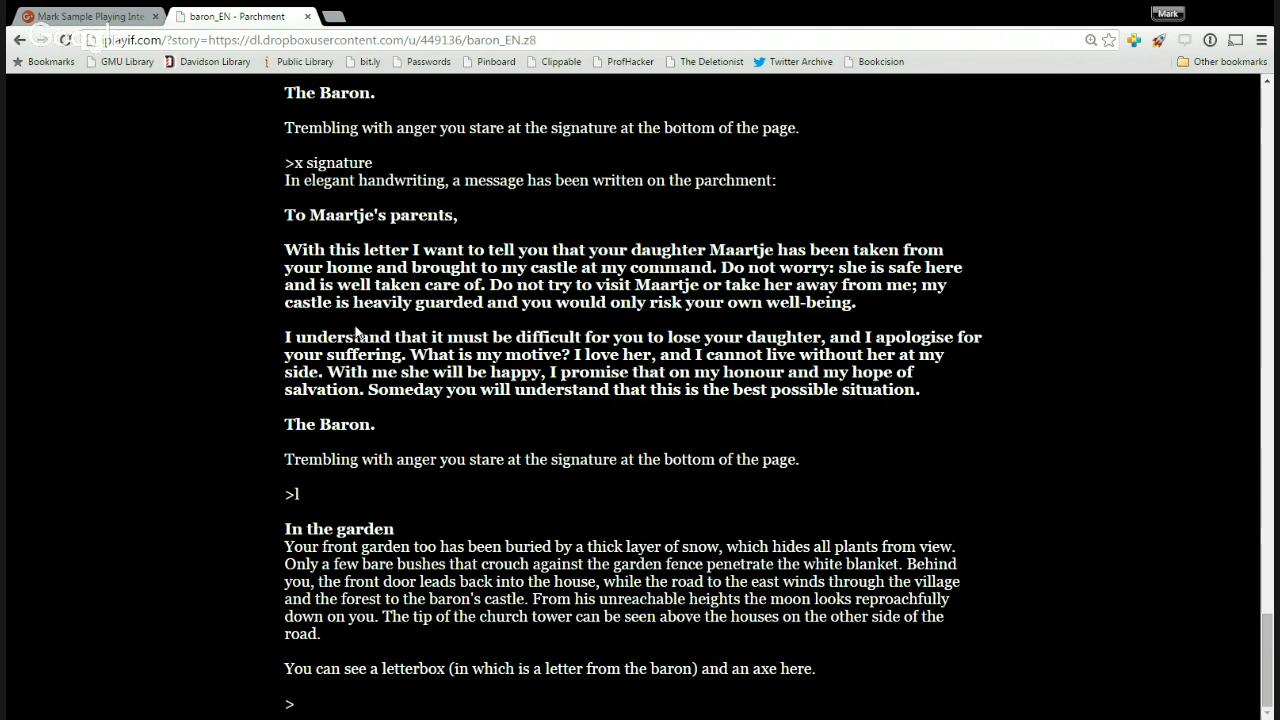 Mark Sample Playing Inte
baron_EN - Parchment
Mark
iplayif.com/?story=https://dl.dropboxusercontent.com/u/449136/baron_EN.z8
Bookmarks GMU Library Davidson Library Public Library bit.ly Passwords Pinboard Clippable ProfHacker The Deletionist Twitter Archive Bookcision Other bookmarks
The Baron.
Trembling with anger you stare at the signature at the bottom of the page.
>x signature
In elegant handwriting, a message has been written on the parchment:
To Maartje's parents,
With this letter I want to tell you that your daughter Maartje has been taken from
your home and brought to my castle at my command. Do not worry: she is safe here
and is well taken care of. Do not try to visit Maartje or take her away from me; my
castle is heavily guarded and you would only risk your own well-being.
I understand that it must be difficult for you to lose your daughter, and I apologise for
your suffering. What is my motive? I love her, and I cannot live without her at my
side. With me she will be happy, I promise that on my honour and my hope of
salvation. Someday you will understand that this is the best possible situation.
The Baron.
Trembling with anger you stare at the signature at the bottom of the page.
>l
In the garden
Your front garden too has been buried by a thick layer of snow, which hides all plants from view.
Only a few bare bushes that crouch against the garden fence penetrate the white blanket. Behind
you, the front door leads back into the house, while the road to the east winds through the village
and the forest to the baron's castle. From his unreachable heights the moon looks reproachfully
down on you. The tip of the church tower can be seen above the houses on the other side of the
road.
You can see a letterbox (in which is a letter from the baron) and an axe here.
>